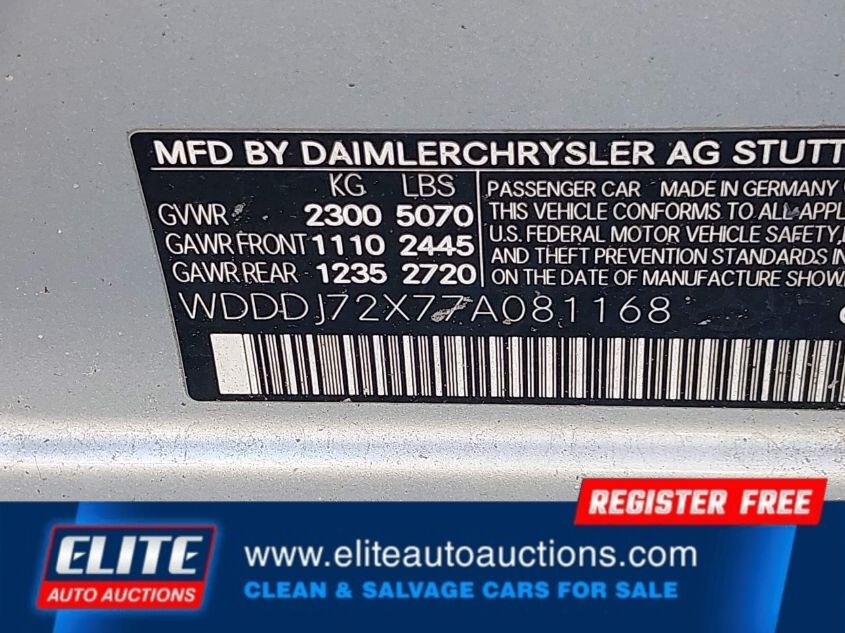 MFD BY DAIMLERCHRYSLER AG STUTT
KG LBS
GVWR 2300 5070
GAWR FRONT 1110 2445
GAWR REAR 1235 2720
PASSENGER CAR MADE IN GERMANY
THIS VEHICLE CONFORMS TO ALL APPL
U.S. FEDERAL MOTOR VEHICLE SAFETY,
AND THEFT PREVENTION STANDARDS IN
ON THE DATE OF MANUFACTURE SHOW
WDDDJ72X77A081168
REGISTER FREE
ELITE
AUTO AUCTIONS
www.eliteautoauctions.com
CLEAN & SALVAGE CARS FOR SALE